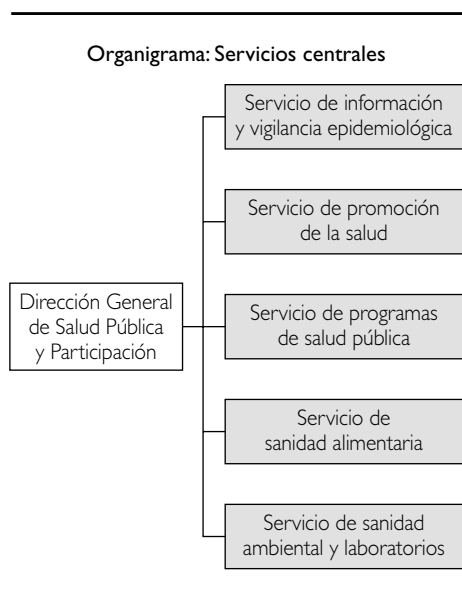 Organigrama: Servicios centrales
Servicio de información
y vigilancia epidemiológica
Servicio de promoción
de la salud
Dirección General
de Salud Pública
y Participación
Servicio de programas
de salud pública
Servicio de
sanidad alimentaria
Servicio de sanidad
ambiental y laboratorios